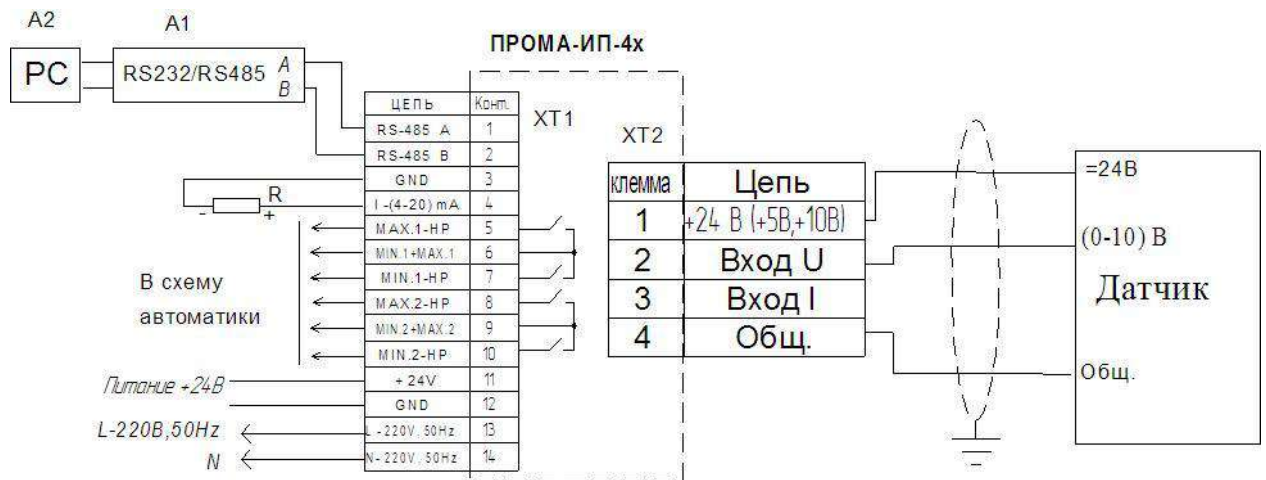 A2
A1
ПРОМА-ИП-4х
PC
RS232/RS485
A
B
ЦЕПЬ Конт.
RS-485 A 1
RS-485 B 2
GND 3
I -(4-20) mA 4
MAX.1-HP 5
MIN.1+MAX.1 6
MIN.1-HP 7
MAX.2-HP 8
MIN.2+MAX.2 9
MIN.2-HP 10
+24V 11
GND 12
L-220V.50Hz 13
N-220V.50Hz 14
R
- +
В схему
автоматики
Питание +24В
L-220В,50Hz
N
XT1
XT2
клемма Цепь
1 +24 В (+5В,+10В)
2 Вход U
3 Вход I
4 Общ.
=24В
(0-10) В
Датчик
Общ.